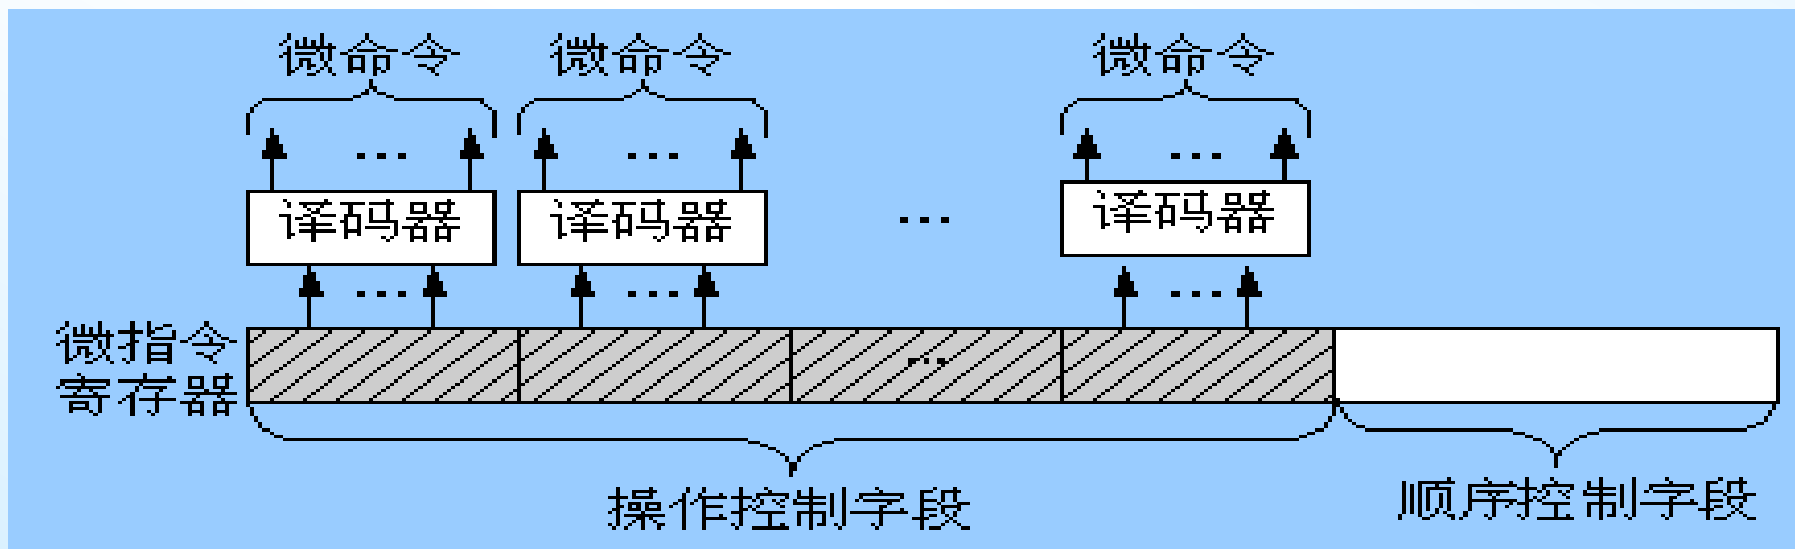 微命令 微命令 微命令
… … …
译码器 译码器 … 译码器
… … …
微指令
寄存器
…
操作控制字段 顺序控制字段